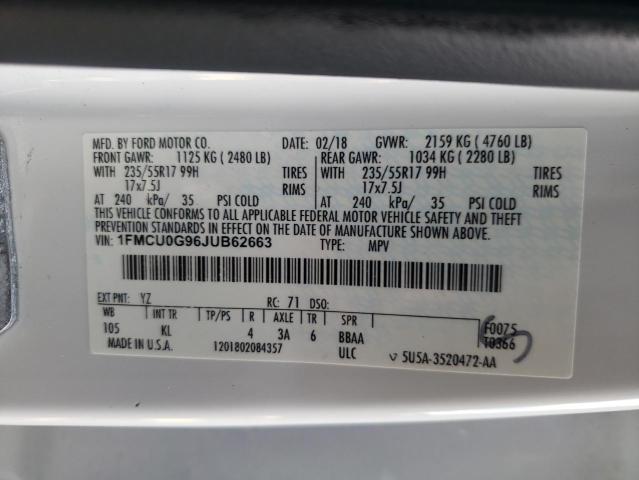 MFD. BY FORD MOTOR CO. DATE: 02/18 GVWR: 2159 KG ( 4760 LB)
FRONT GAWR: 1125 KG ( 2480 LB) REAR GAWR: 1034 KG ( 2280 LB)
WITH 235/55R17 99H TIRES WITH 235/55R17 99H TIRES
17x7.5J RIMS 17x7.5J RIMS
AT 240 kPa/ 35 PSI COLD AT 240 kPa/ 35 PSI COLD
THIS VEHICLE CONFORMS TO ALL APPLICABLE FEDERAL MOTOR VEHICLE SAFETY AND THEFT
PREVENTION STANDARDS IN EFFECT ON THE DATE OF MANUFACTURE SHOWN ABOVE.
VIN: 1FMCU0G96JUB62663 TYPE: MPV
EXT PNT: YZ RC: 71 DSO:
WB INT TR TP/PS R AXLE TR SPR F0075
105 KL 4 3A 6 BBAA T0366
MADE IN U.S.A. 1201802084357 ULC 5U5A-3520472-AA